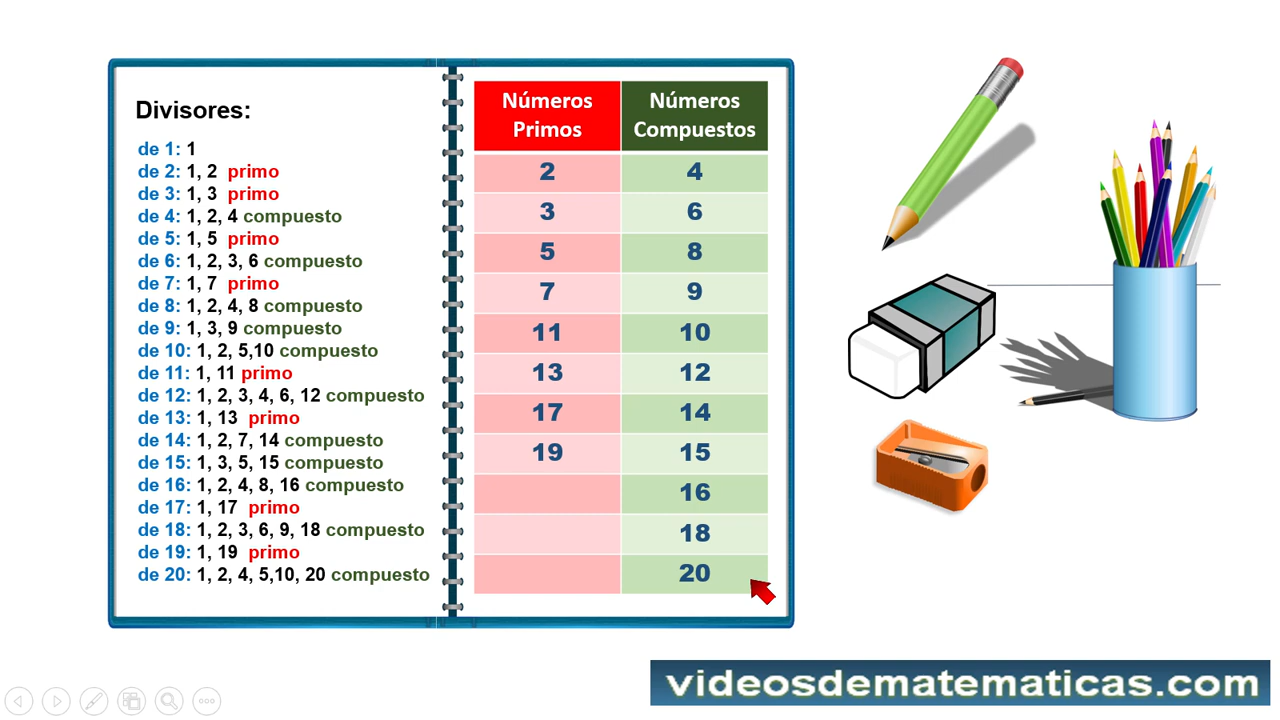 Divisores:
de 1: 1
de 2: 1, 2 primo
de 3: 1, 3 primo
de 4: 1, 2, 4 compuesto
de 5: 1, 5 primo
de 6: 1, 2, 3, 6 compuesto
de 7: 1, 7 primo
de 8: 1, 2, 4, 8 compuesto
de 9: 1, 3, 9 compuesto
de 10: 1, 2, 5,10 compuesto
de 11: 1, 11 primo
de 12: 1, 2, 3, 4, 6, 12 compuesto
de 13: 1, 13 primo
de 14: 1, 2, 7, 14 compuesto
de 15: 1, 3, 5, 15 compuesto
de 16: 1, 2, 4, 8, 16 compuesto
de 17: 1, 17 primo
de 18: 1, 2, 3, 6, 9, 18 compuesto
de 19: 1, 19 primo
de 20: 1, 2, 4, 5,10, 20 compuesto
Números Números
Primos Compuestos
2 4
3 6
5 8
7 9
11 10
13 12
17 14
19 15
16
18
20
videosdematematicas.com